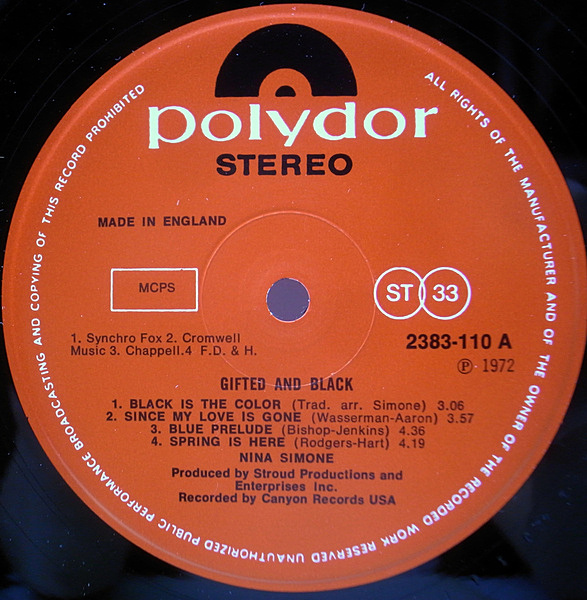 polydor
STEREO
MADE IN ENGLAND
MCPS
ST 33
1. Synchro Fox 2. Cromwell
Music 3. Chappell.4 F.D. & H.
2383-110 A
℗ 1972
GIFTED AND BLACK
1. BLACK IS THE COLOR (Trad. arr. Simone) 3.06
2. SINCE MY LOVE IS GONE (Wasserman-Aaron) 3.57
3. BLUE PRELUDE (Bishop-Jenkins) 4.36
4. SPRING IS HERE (Rodgers-Hart) 4.19
NINA SIMONE
Produced by Stroud Productions and
Enterprises Inc.
Recorded by Canyon Records USA
ALL RIGHTS OF THE MANUFACTURER AND OF THE OWNER OF THE RECORDED WORK RESERVED UNAUTHORIZED PUBLIC PERFORMANCE BROADCASTING AND COPYING OF THIS RECORD PROHIBITED